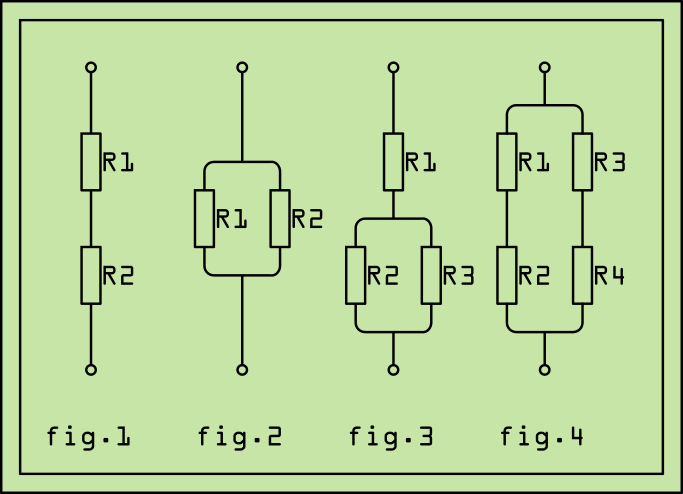 R1
R2
fig.1
R1 R2
fig.2
R1
R2 R3
fig.3
R1 R3
R2 R4
fig.4